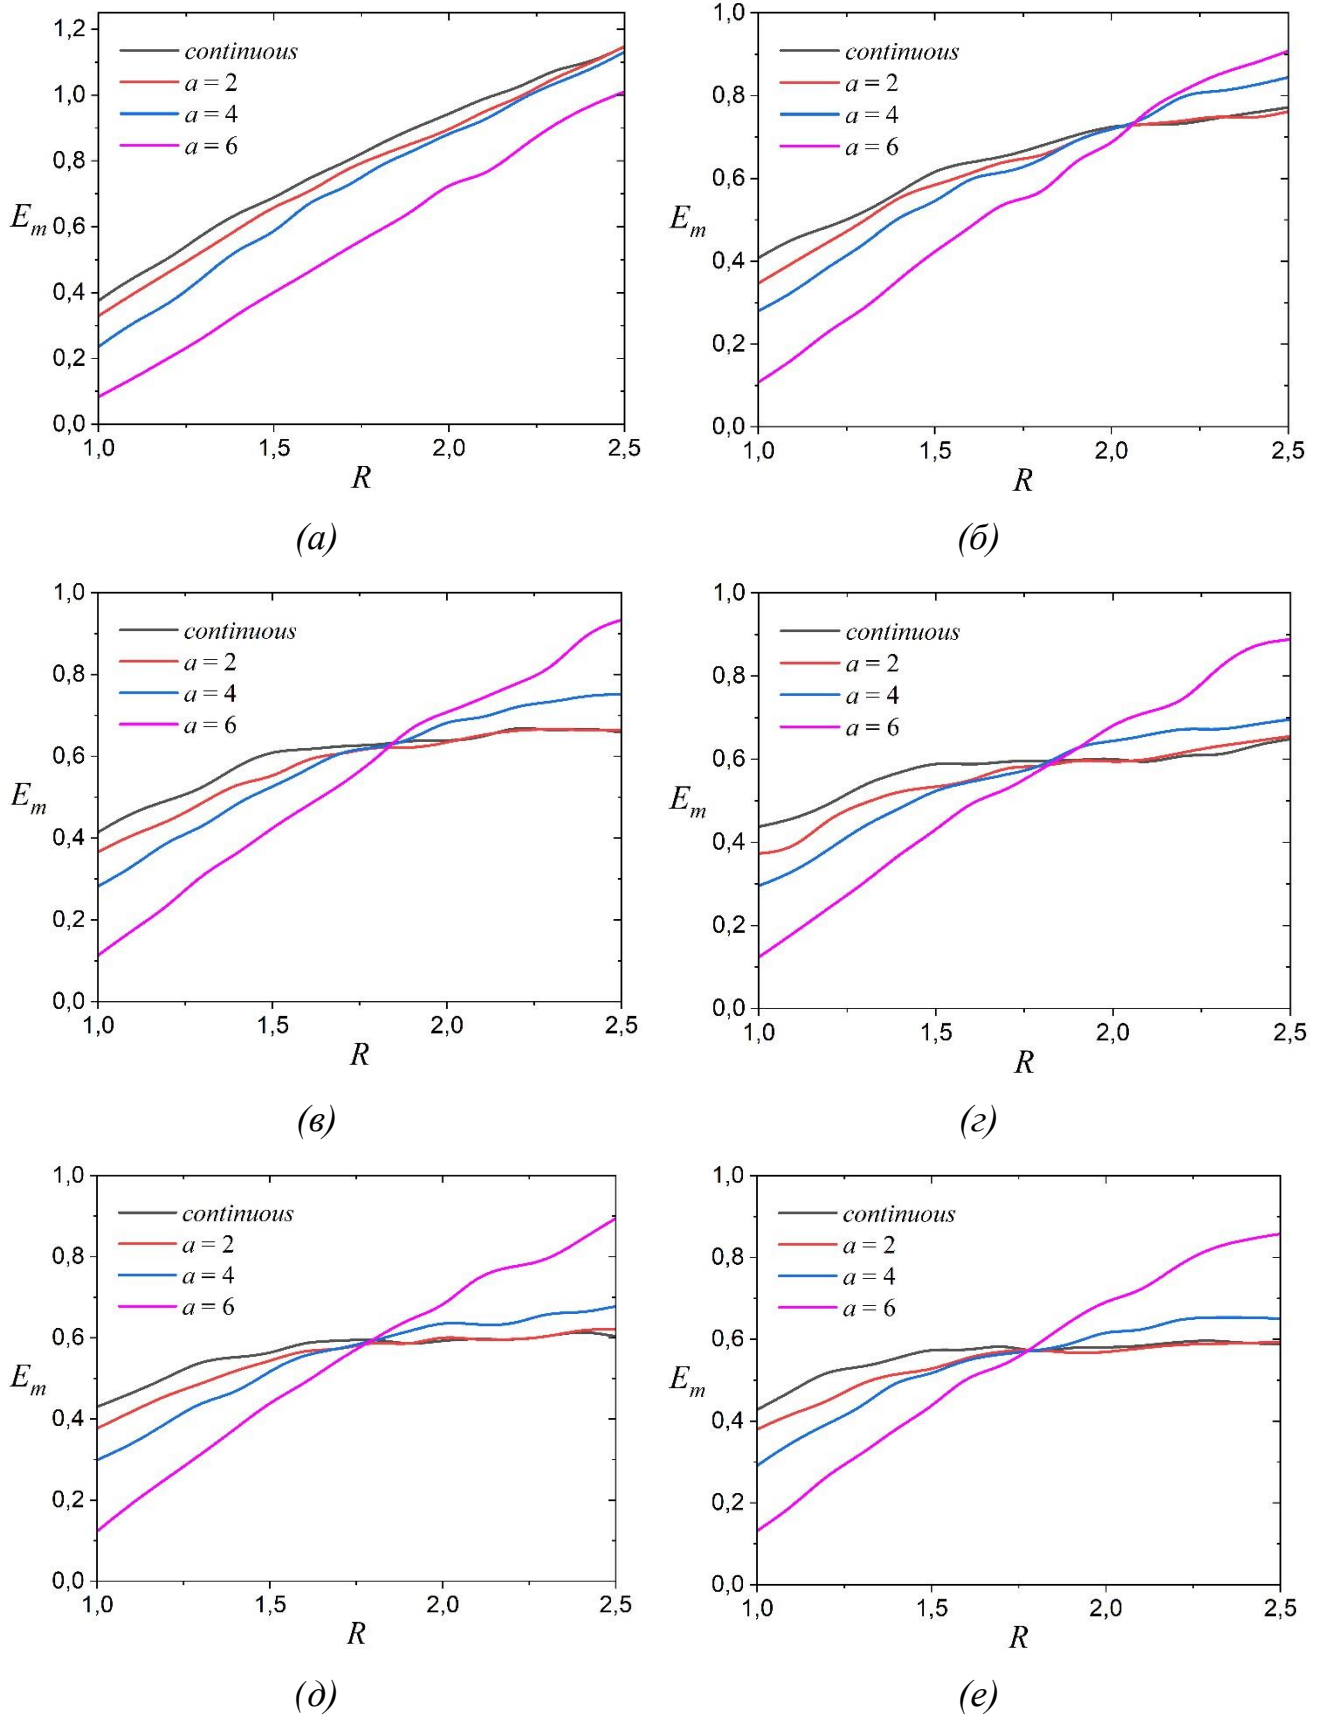 1,2
1,0
0,8
0,6
0,4
0,2
0,0
E_m
continuous
a = 2
a = 4
a = 6
1,0 1,5 2,0 2,5
R
(а)
1,0
0,8
0,6
0,4
0,2
0,0
E_m
continuous
a = 2
a = 4
a = 6
1,0 1,5 2,0 2,5
R
(б)
1,0
0,8
0,6
0,4
0,2
0,0
E_m
continuous
a = 2
a = 4
a = 6
1,0 1,5 2,0 2,5
R
(в)
1,0
0,8
0,6
0,4
0,2
0,0
E_m
continuous
a = 2
a = 4
a = 6
1,0 1,5 2,0 2,5
R
(г)
1,0
0,8
0,6
0,4
0,2
0,0
E_m
continuous
a = 2
a = 4
a = 6
1,0 1,5 2,0 2,5
R
(д)
1,0
0,8
0,6
0,4
0,2
0,0
E_m
continuous
a = 2
a = 4
a = 6
1,0 1,5 2,0 2,5
R
(е)